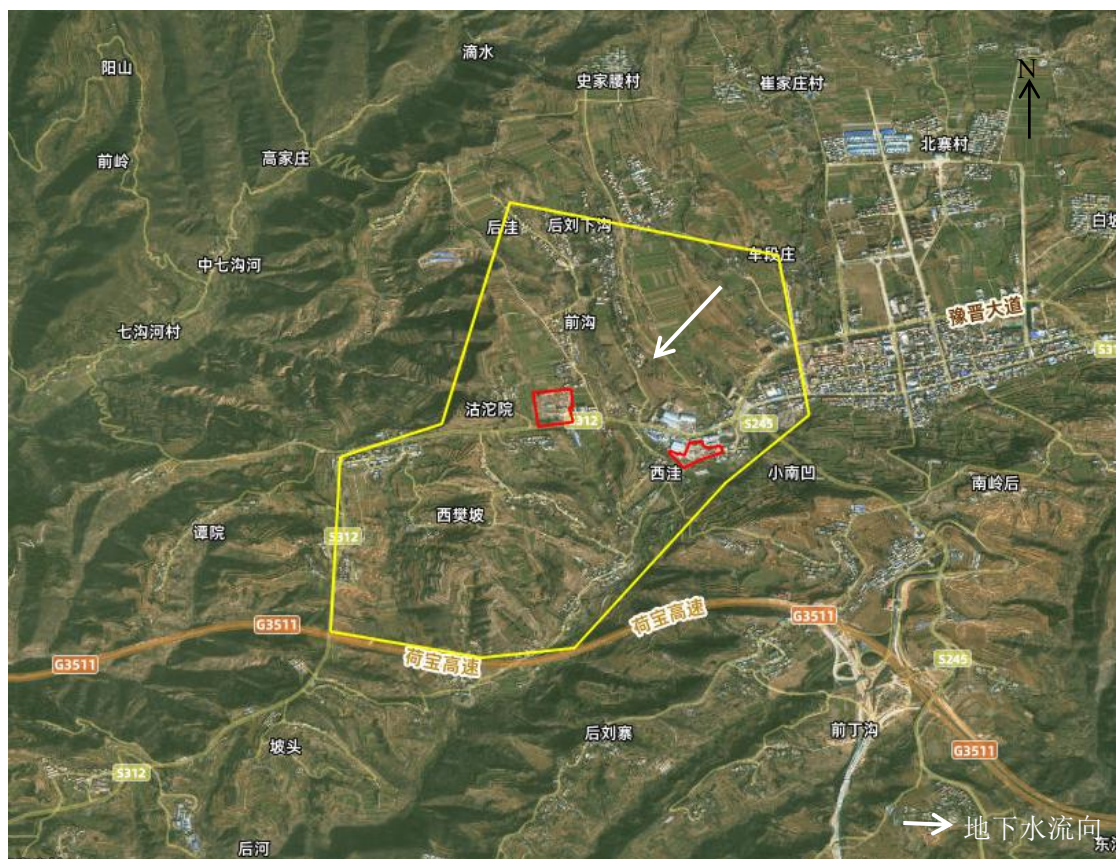 滴水
阳山
史家腰村
崔家庄村
N
北寨村
前岭
高家庄
后洼
后刘下沟
白坡
中七沟河
车段庄
七沟河村
前沟
豫晋大道
S31
沽沱院
S312
S245
西洼
小南凹
南岭后
西樊坡
谭院
S312
G3511
荷宝高速
G3511
G3511
荷宝高速
S245
坡头
后刘寨
前丁沟
G3511
S312
地下水流向
后河
东